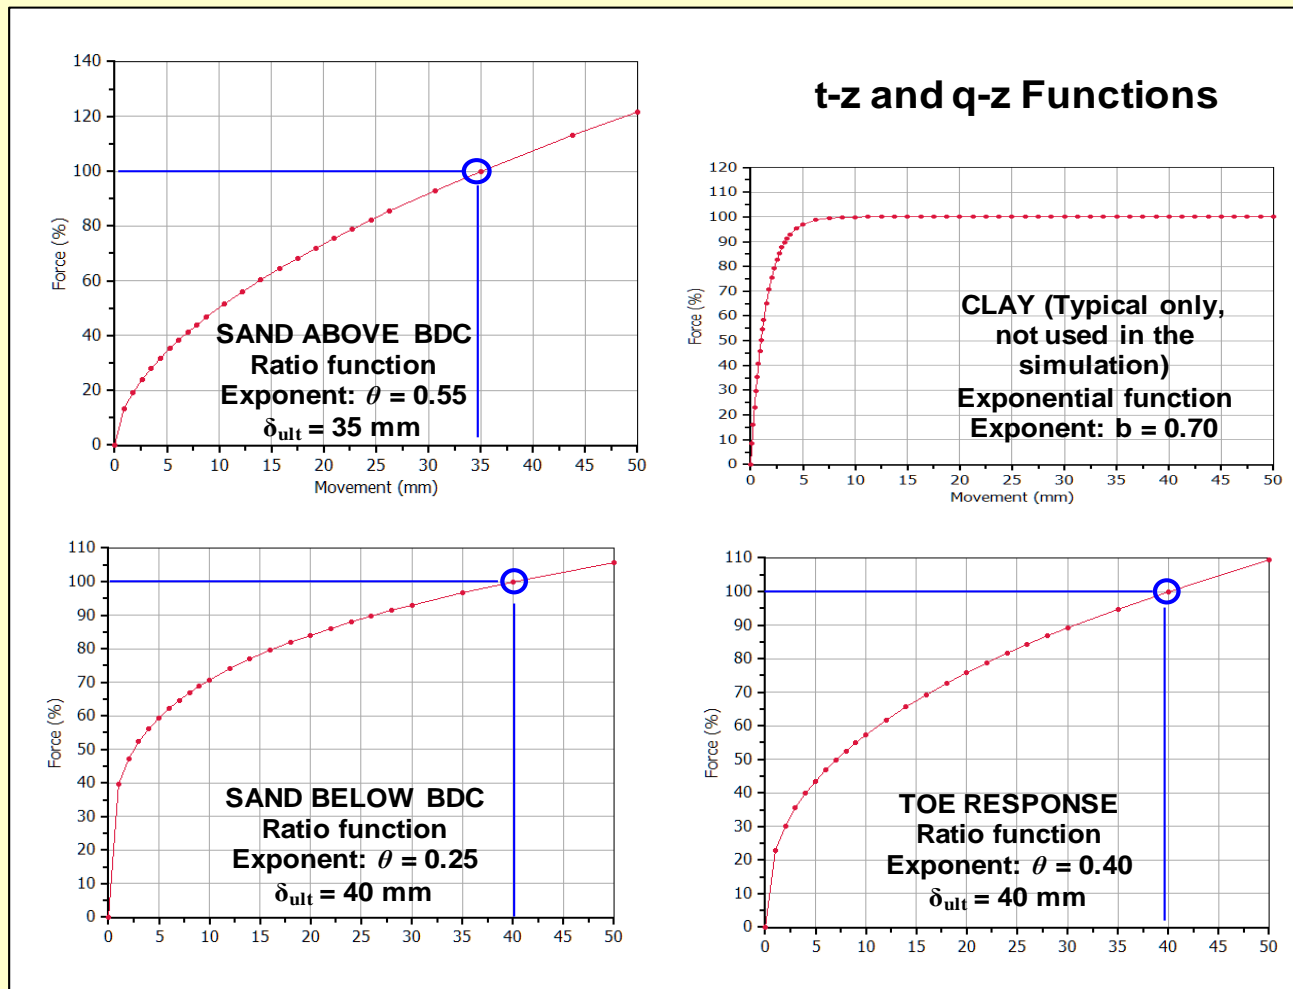 t-z and q-z Functions
140
120
100
80
60
40
20
0
Force (%)
0 5 10 15 20 25 30 35 40 45 50
Movement (mm)
SAND ABOVE BDC
Ratio function
Exponent: θ = 0.55
δult = 35 mm
120
110
100
90
80
70
60
50
40
30
20
10
0
Force (%)
0 5 10 15 20 25 30 35 40 45 50
Movement (mm)
CLAY (Typical only,
not used in the
simulation)
Exponential function
Exponent: b = 0.70
110
100
90
80
70
60
50
40
30
20
10
0
Force (%)
0 5 10 15 20 25 30 35 40 45 50
SAND BELOW BDC
Ratio function
Exponent: θ = 0.25
δult = 40 mm
110
100
90
80
70
60
50
40
30
20
10
0
Force (%)
0 5 10 15 20 25 30 35 40 45 50
TOE RESPONSE
Ratio function
Exponent: θ = 0.40
δult = 40 mm